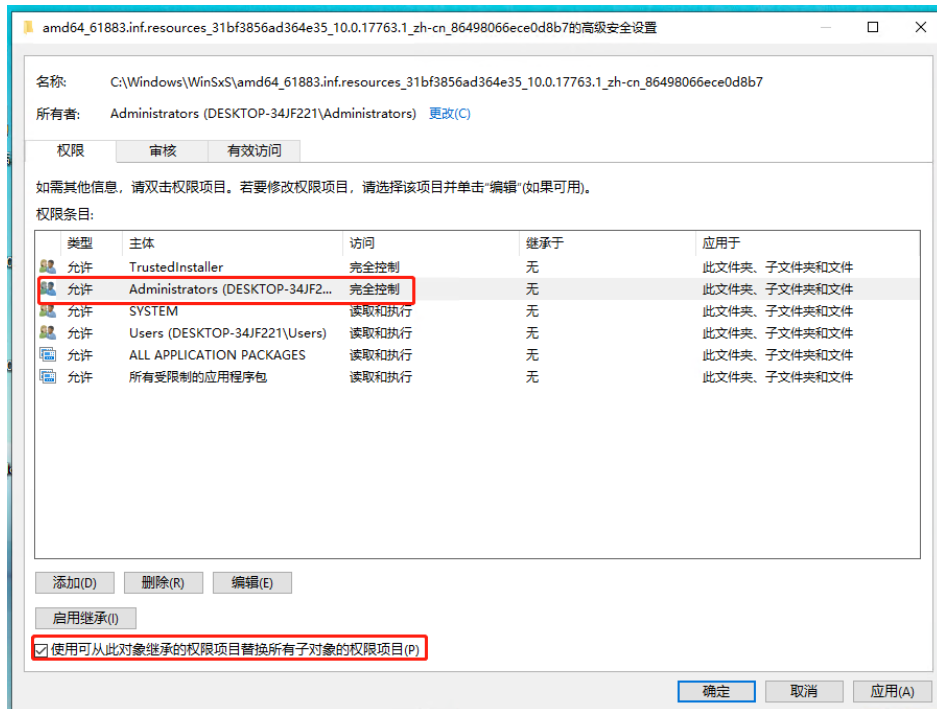 amd64_61883.inf.resources_31bf3856ad364e35_10.0.17763.1_zh-cn_86498066ece0d8b7的高级安全设置
名称: C:\Windows\WinSxS\amd64_61883.inf.resources_31bf3856ad364e35_10.0.17763.1_zh-cn_86498066ece0d8b7
所有者: Administrators (DESKTOP-34JF221\Administrators) 更改(C)
权限 审核 有效访问
如需其他信息，请双击权限项目。若要修改权限项目，请选择该项目并单击“编辑”(如果可用)。
权限条目:
类型 主体 访问 继承于 应用于
允许 TrustedInstaller 完全控制 无 此文件夹、子文件夹和文件
允许 Administrators (DESKTOP-34JF2... 完全控制 无 此文件夹、子文件夹和文件
允许 SYSTEM 读取和执行 无 此文件夹、子文件夹和文件
允许 Users (DESKTOP-34JF221\Users) 读取和执行 无 此文件夹、子文件夹和文件
允许 ALL APPLICATION PACKAGES 读取和执行 无 此文件夹、子文件夹和文件
允许 所有受限制的应用程序包 读取和执行 无 此文件夹、子文件夹和文件
添加(D) 删除(R) 编辑(E)
启用继承(I)
使用可从此对象继承的权限项目替换所有子对象的权限项目(P)
确定 取消 应用(A)